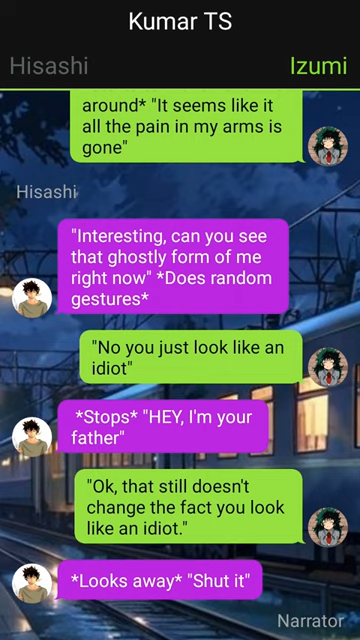 Kumar TS
Hisashi
Izumi
around* "It seems like it
all the pain in my arms is
gone"
Hisashi
"Interesting, can you see
that ghostly form of me
right now" *Does random
gestures*
"No you just look like an
idiot"
*Stops* "HEY, I'm your
father"
"Ok, that still doesn't
change the fact you look
like an idiot."
*Looks away* "Shut it"
Narrator